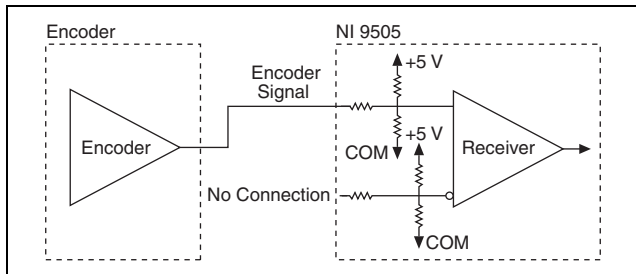 Encoder
NI 9505
+5 V
Encoder
Signal
+5 V
Encoder
COM
Receiver
No Connection
COM